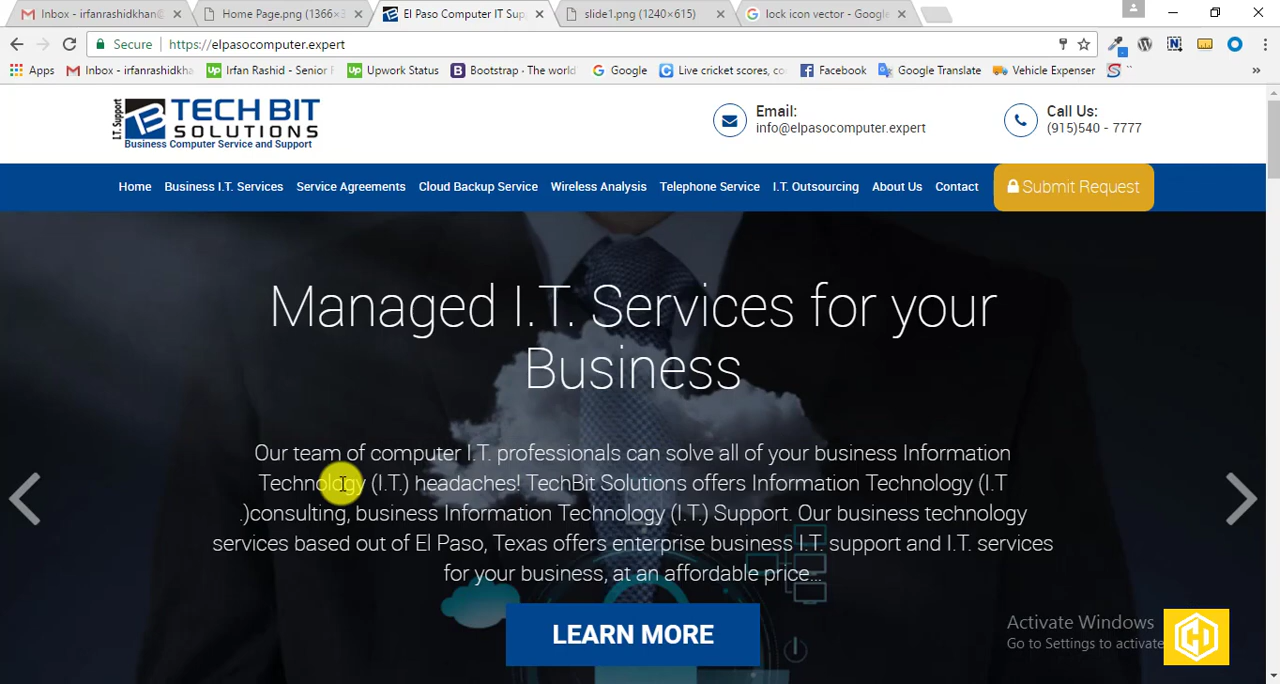 Inbox - irfanrashidkhan@
Home Page.png (1366×3
El Paso Computer IT Sup
slide1.png (1240×615)
lock icon vector - Google
Secure
https://elpasocomputer.expert
Apps
Inbox - irfanrashidkha
Irfan Rashid - Senior
Upwork Status
Bootstrap · The world
Google
Live cricket scores, co
Facebook
Google Translate
Vehicle Expenser
»
I.T. Support
TECH BIT
SOLUTIONS
Business Computer Service and Support
Email:
info@elpasocomputer.expert
Call Us:
(915)540 - 7777
Home
Business I.T. Services
Service Agreements
Cloud Backup Service
Wireless Analysis
Telephone Service
I.T. Outsourcing
About Us
Contact
Submit Request
Managed I.T. Services for your
Business
Our team of computer I.T. professionals can solve all of your business Information
Technology (I.T.) headaches! TechBit Solutions offers Information Technology (I.T
.)consulting, business Information Technology (I.T.) Support. Our business technology
services based out of El Paso, Texas offers enterprise business I.T. support and I.T. services
for your business, at an affordable price...
LEARN MORE
Activate Windows
Go to Settings to activate